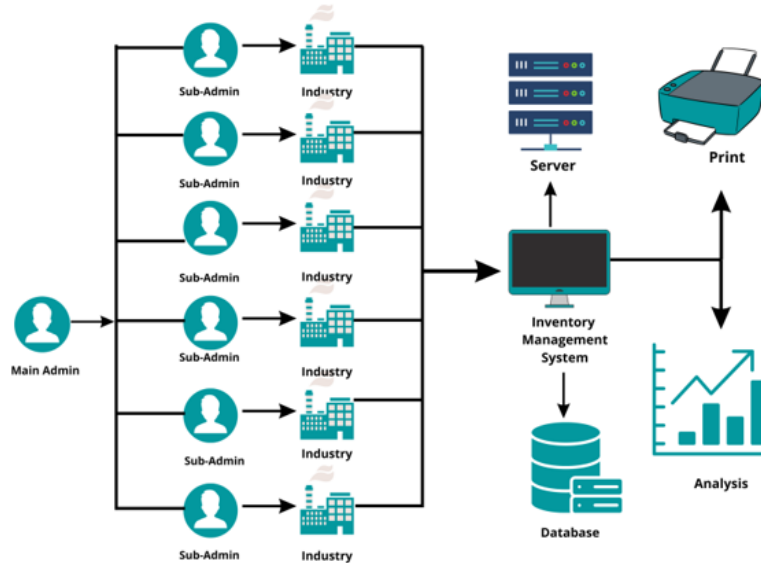 Sub-Admin
Industry
Sub-Admin
Industry
Sub-Admin
Industry
Main Admin
Sub-Admin
Industry
Sub-Admin
Industry
Sub-Admin
Industry
Server
Print
Inventory
Management
System
Database
Analysis